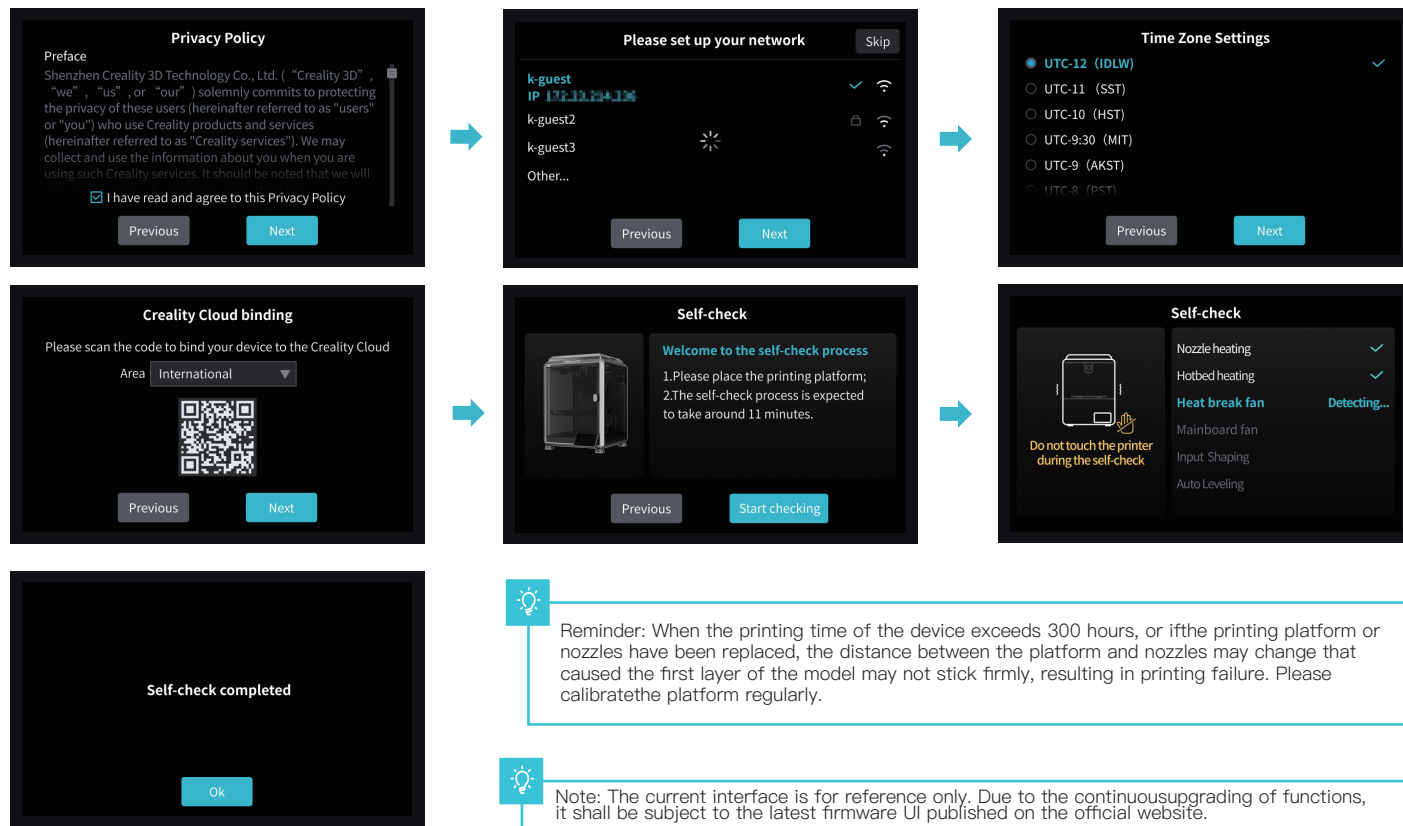 Privacy Policy
Preface
Shenzhen Creality 3D Technology Co., Ltd. ( “Creality 3D” ,
“we” , “us” , or “our” ) solemnly commits to protecting
the privacy of these users (hereinafter referred to as "users"
or "you") who use Creality products and services
(hereinafter referred to as "Creality services"). We may
collect and use the information about you when you are
using such Creality services. It should be noted that we will
I have read and agree to this Privacy Policy
Previous
Next
Please set up your network
Skip
k-guest
IP
k-guest2
k-guest3
Other...
Previous
Next
Time Zone Settings
UTC-12 (IDLW)
UTC-11 (SST)
UTC-10 (HST)
UTC-9:30 (MIT)
UTC-9 (AKST)
UTC-8 (PST)
Previous
Next
Creality Cloud binding
Please scan the code to bind your device to the Creality Cloud
Area International
Previous
Next
Self-check
Welcome to the self-check process
1.Please place the printing platform;
2.The self-check process is expected
to take around 11 minutes.
Previous
Start checking
Self-check
Do not touch the printer
during the self-check
Nozzle heating
Hotbed heating
Heat break fan Detecting...
Mainboard fan
Input Shaping
Auto Leveling
Self-check completed
Ok
Reminder: When the printing time of the device exceeds 300 hours, or ifthe printing platform or
nozzles have been replaced, the distance between the platform and nozzles may change that
caused the first layer of the model may not stick firmly, resulting in printing failure. Please
calibratethe platform regularly.
Note: The current interface is for reference only. Due to the continuousupgrading of functions,
it shall be subject to the latest firmware UI published on the official website.